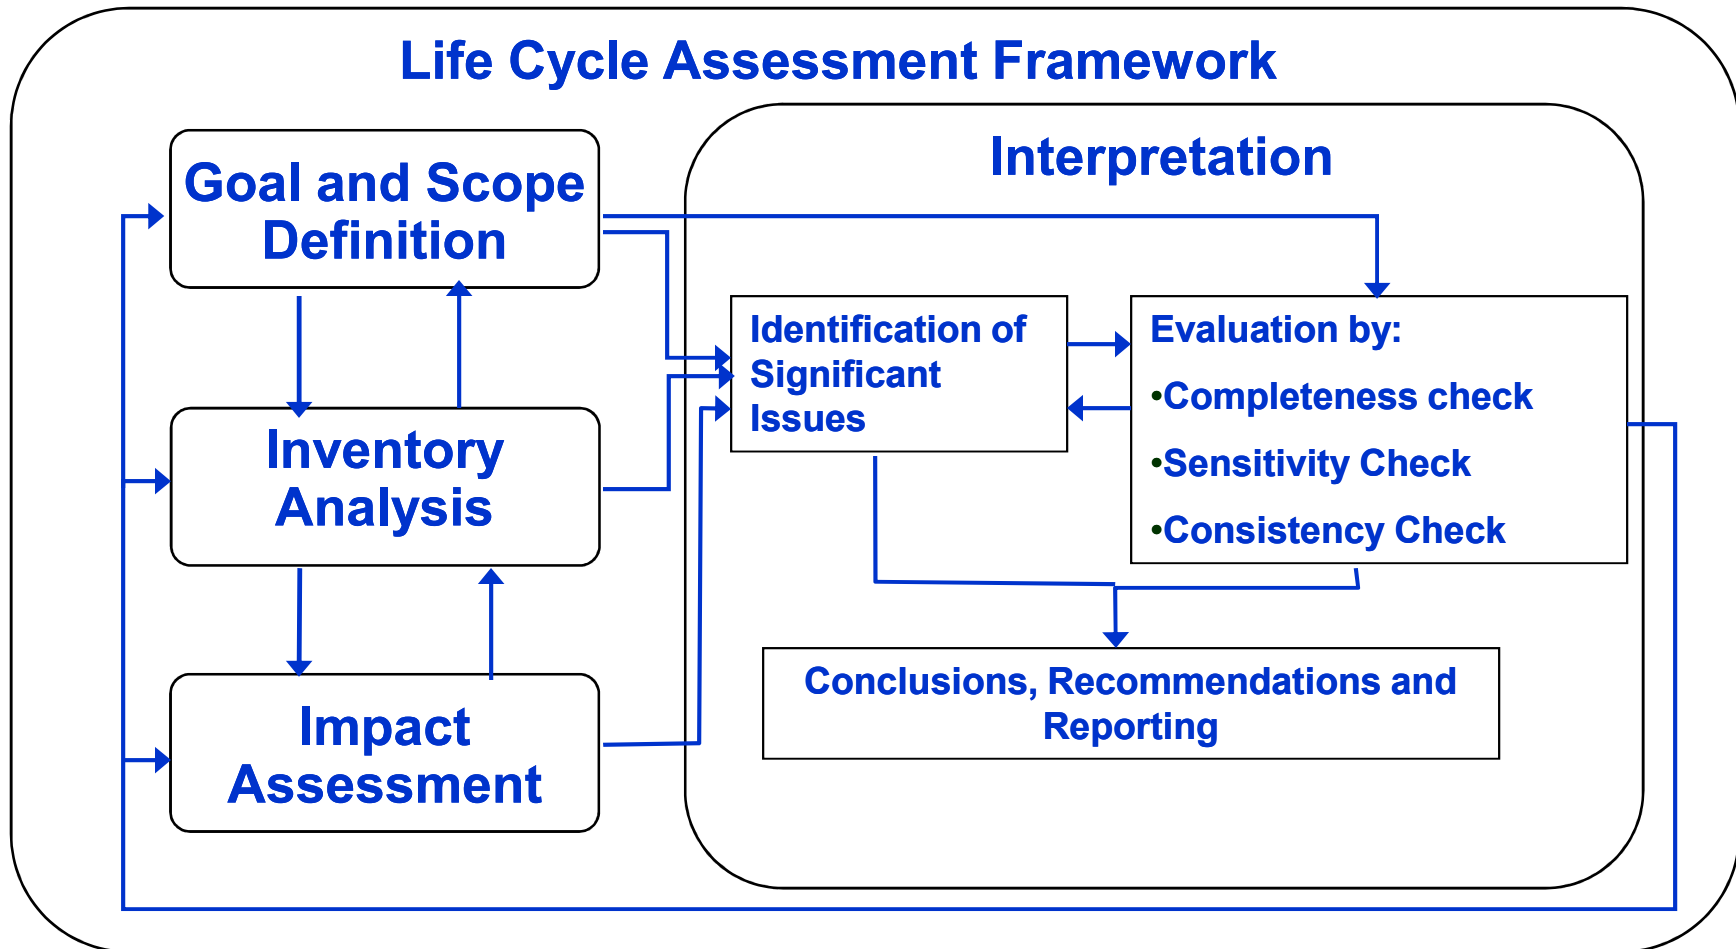 Life Cycle Assessment Framework
Goal and Scope
Definition
Inventory
Analysis
Impact
Assessment
Interpretation
Identification of
Significant
Issues
Evaluation by:
•Completeness check
•Sensitivity Check
•Consistency Check
Conclusions, Recommendations and
Reporting